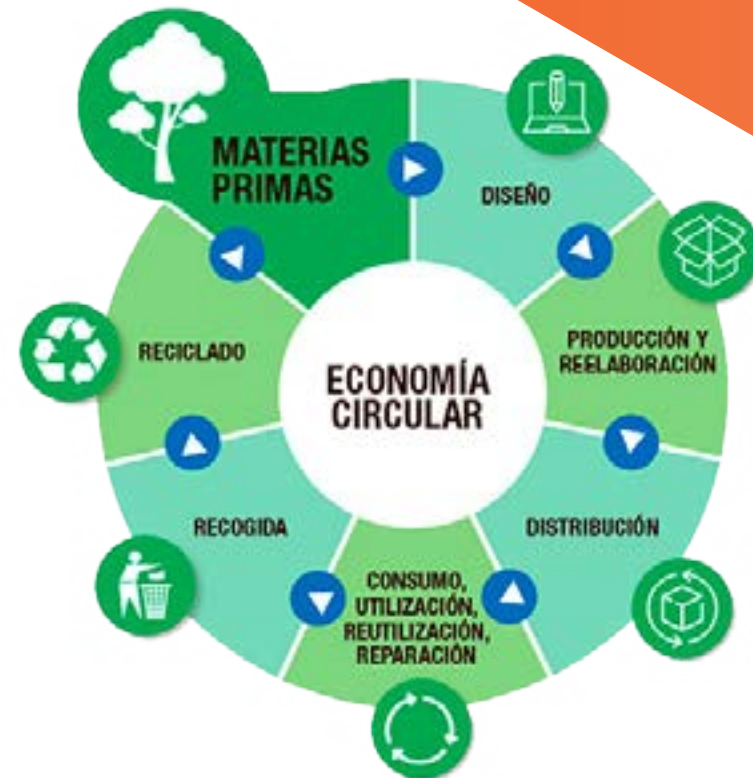 MATERIAS
PRIMAS
DISEÑO
PRODUCCIÓN Y
REELABORACIÓN
DISTRIBUCIÓN
CONSUMO,
UTILIZACIÓN,
REUTILIZACIÓN,
REPARACIÓN
RECOGIDA
RECICLADO
ECONOMÍA
CIRCULAR